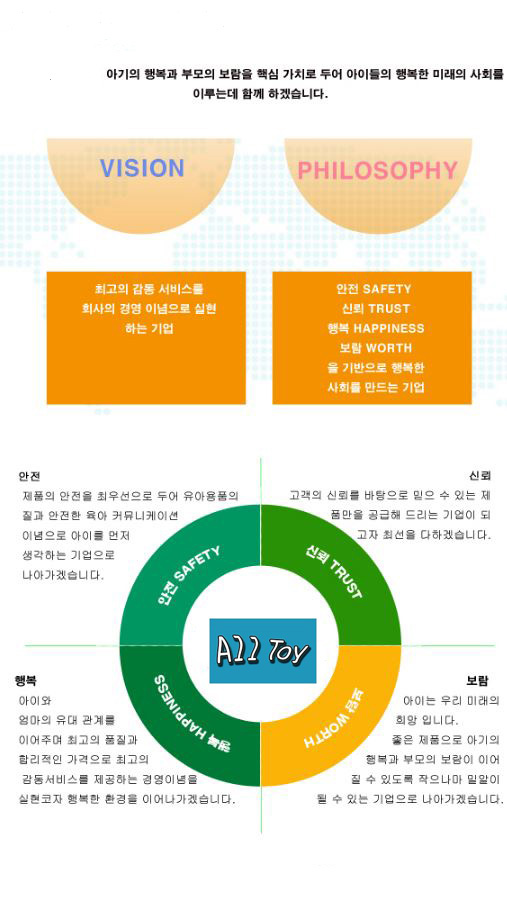 아기의 행복과 부모의 보람을 핵심 가치로 두어 아이들의 행복한 미래의 사회를
이루는데 함께 하겠습니다.
VISION
PHILOSOPHY
최고의 감동 서비스를
회사의 경영 이념으로 실현
하는 기업
안전 SAFETY
신뢰 TRUST
행복 HAPPINESS
보람 WORTH
을 기반으로 행복한
사회를 만드는 기업
안전
제품의 안전을 최우선으로 두어 유아용품의
질과 안전한 육아 커뮤니케이션
이념으로 아이를 먼저
생각하는 기업으로
나아가겠습니다.
신뢰
고객의 신뢰를 바탕으로 믿으 수 있는 제
품만을 공급해 드리는 기업이 되
고자 최선을 다하겠습니다.
안전 SAFETY
신뢰 TRUST
All Toy
행복 HAPPINESS
보람 WORTH
행복
아이와
엄마의 유대 관계를
이어주며 최고의 품질과
합리적인 가격으로 최고의
감동서비스를 제공하는 경영이념을
실현코자 행복한 환경을 이어나가겠습니다.
보람
아이는 우리 미래의
희망 입니다.
좋은 제품으로 아기의
행복과 부모의 보람이 이어
질 수 있도록 작으나마 밀알이
될 수 있는 기업으로 나아가겠습니다.